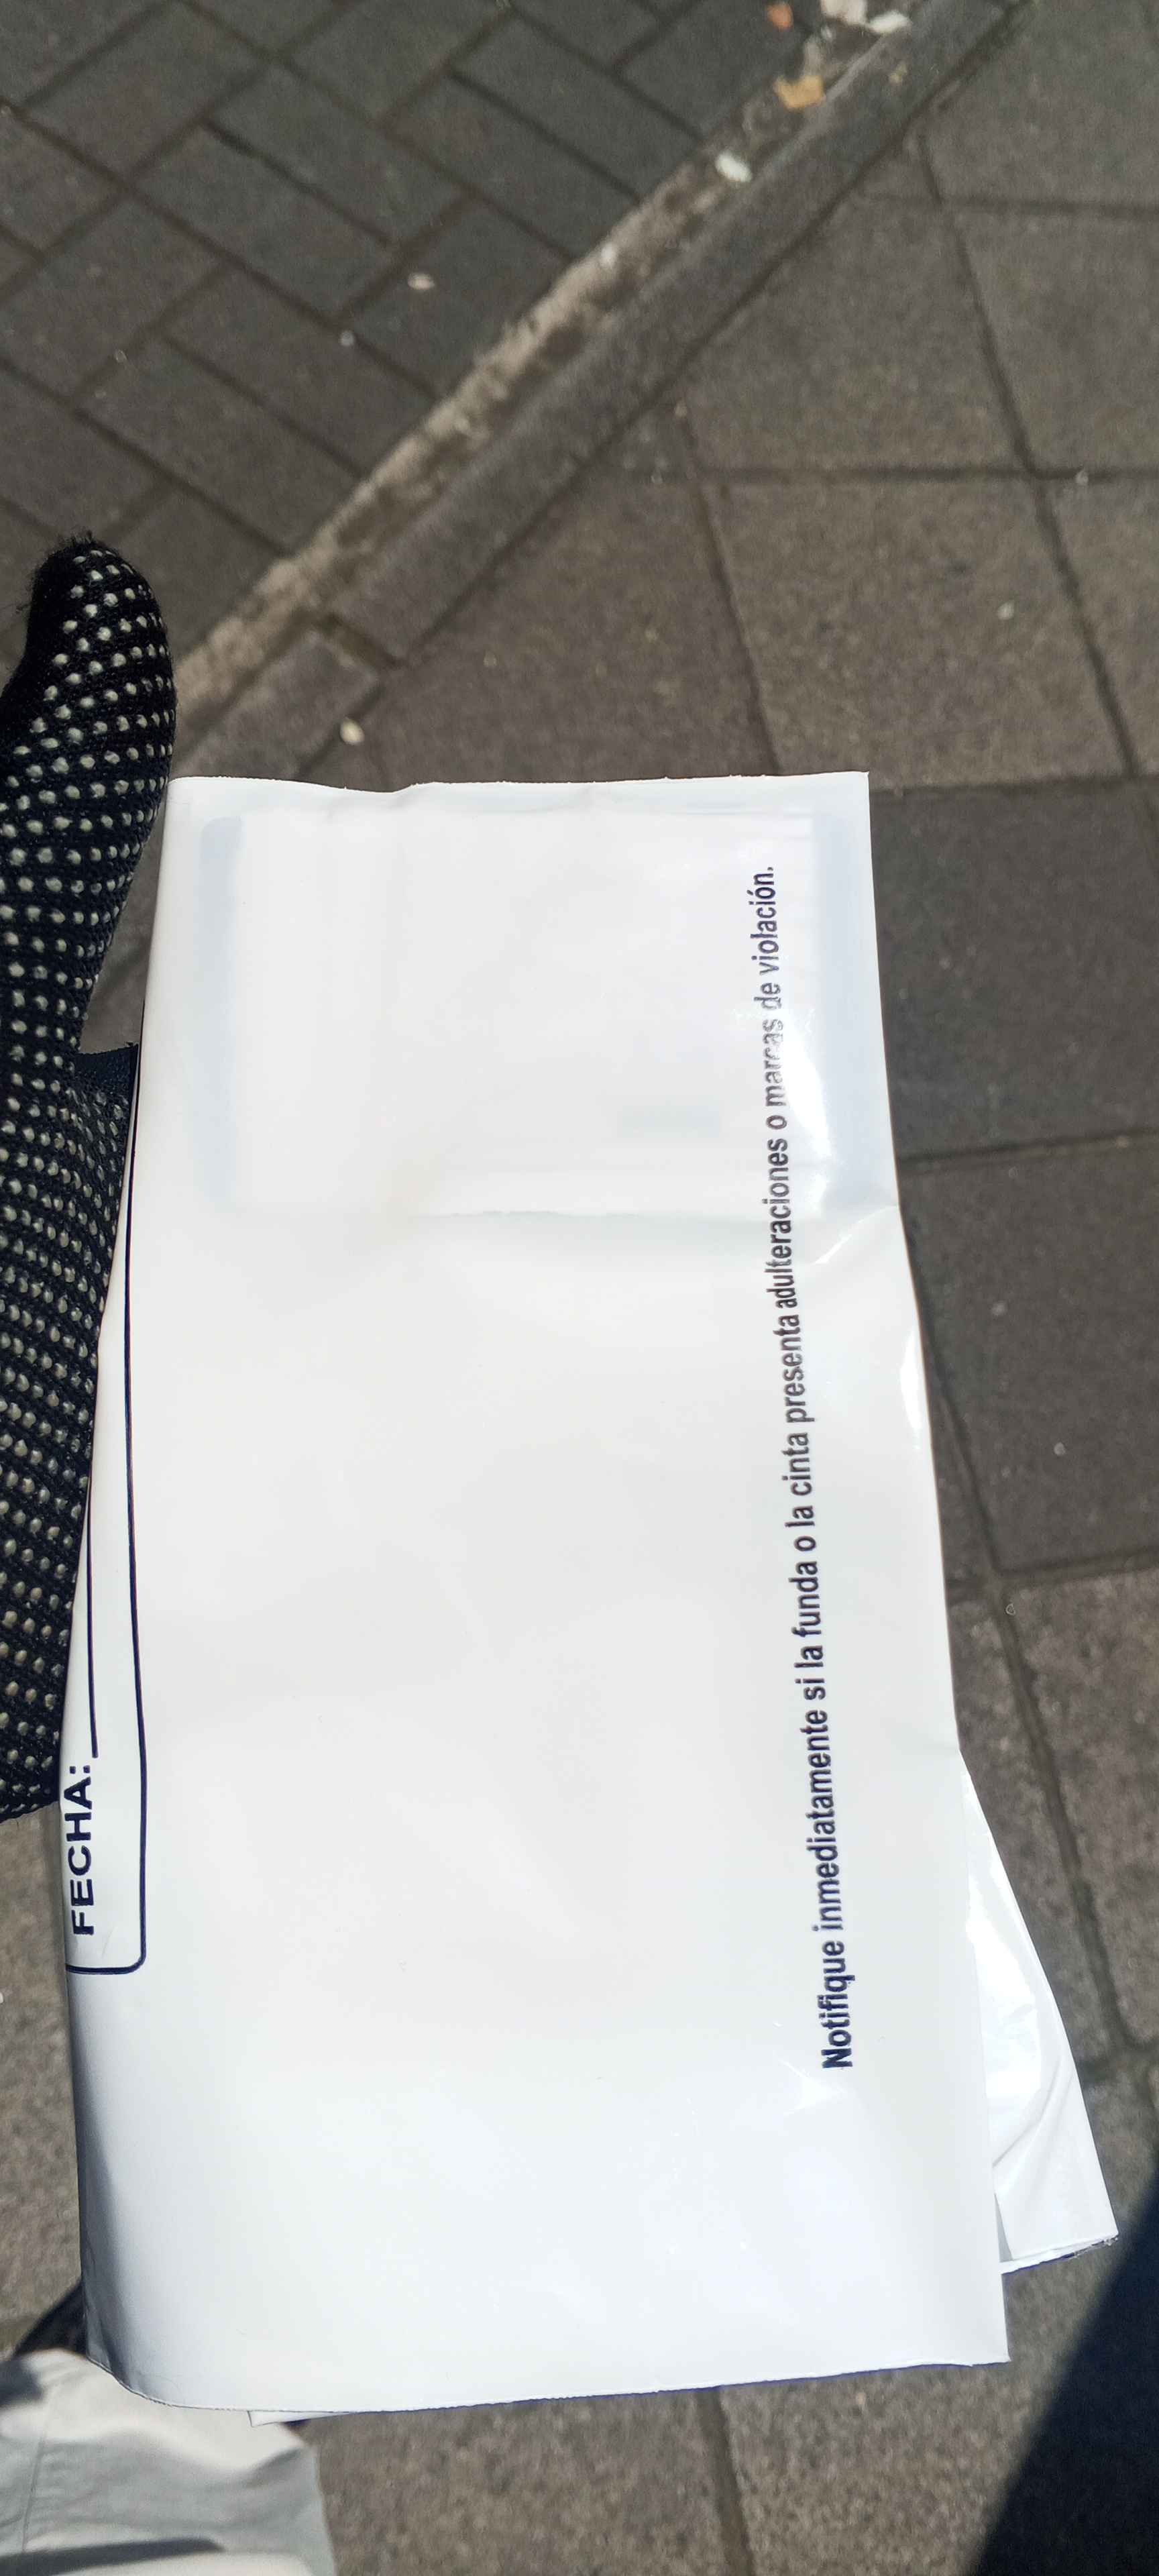 FECHA:
Notifique inmediatamente si la funda o la cinta presenta adulteraciones o marcas de violación.